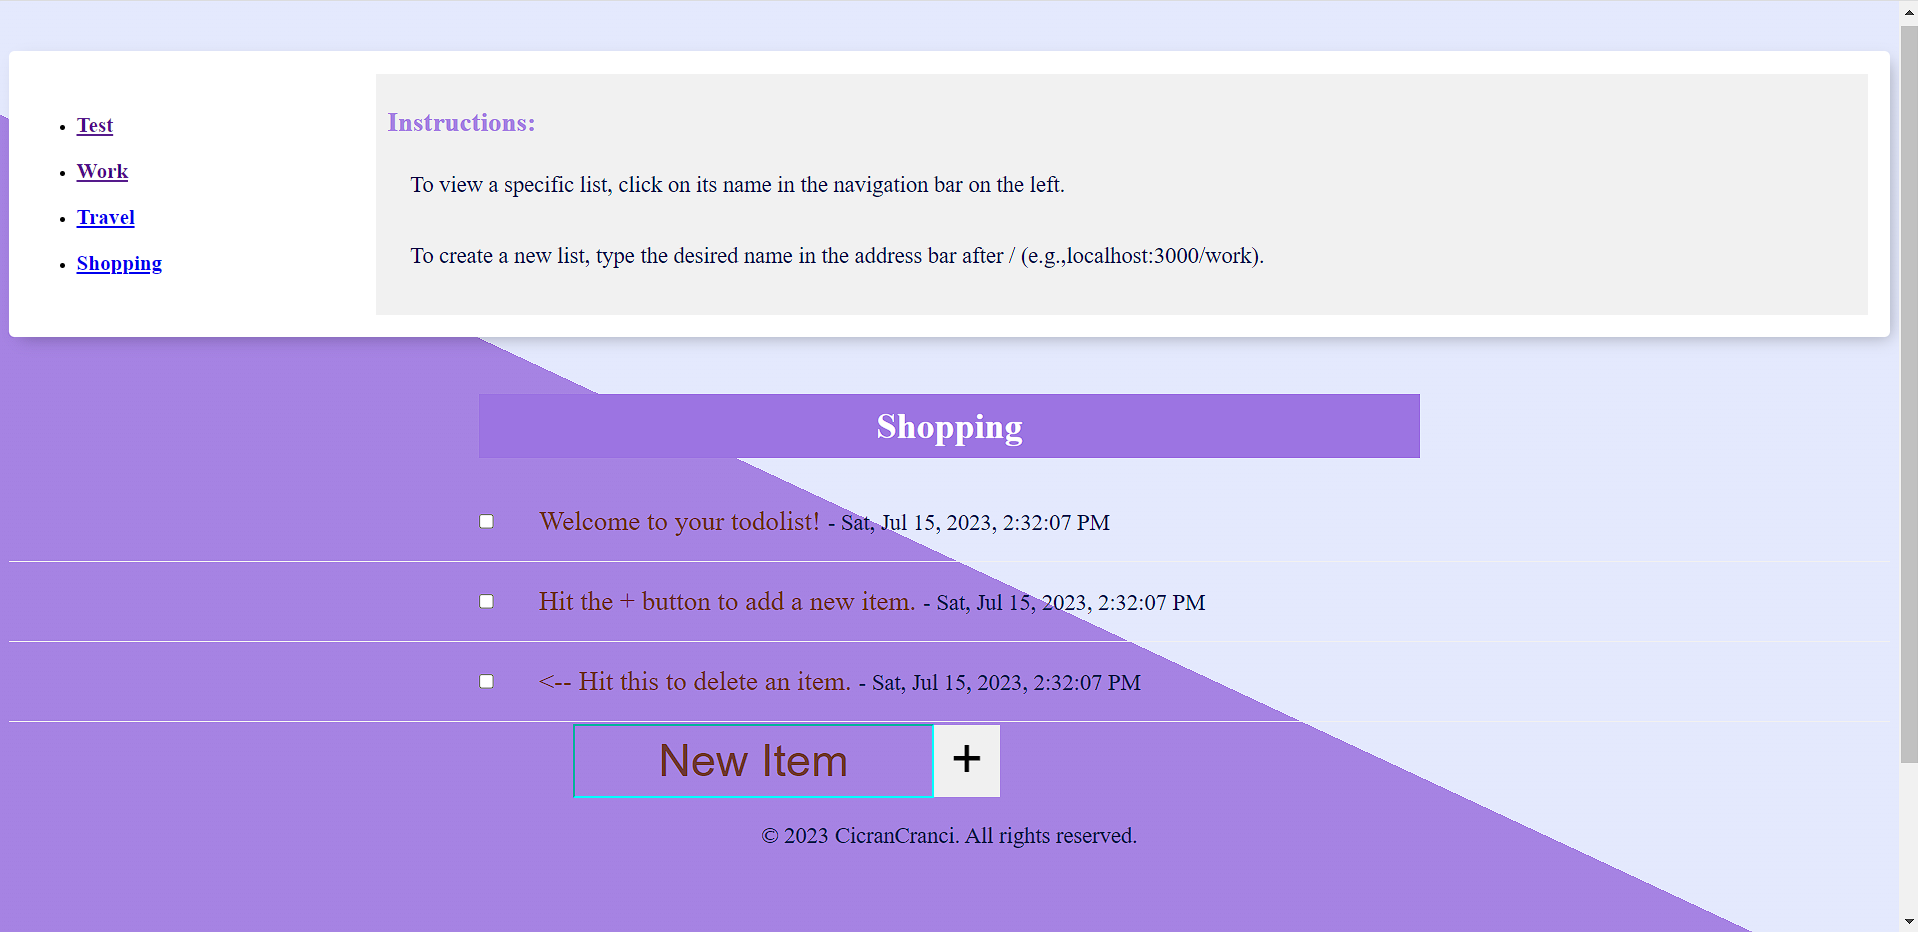 Test
Work
Travel
Shopping
Instructions:
To view a specific list, click on its name in the navigation bar on the left.
To create a new list, type the desired name in the address bar after / (e.g.,localhost:3000/work).
Shopping
Welcome to your todolist! - Sat, Jul 15, 2023, 2:32:07 PM
Hit the + button to add a new item. - Sat, Jul 15, 2023, 2:32:07 PM
<-- Hit this to delete an item. - Sat, Jul 15, 2023, 2:32:07 PM
New Item +
© 2023 CicranCranci. All rights reserved.